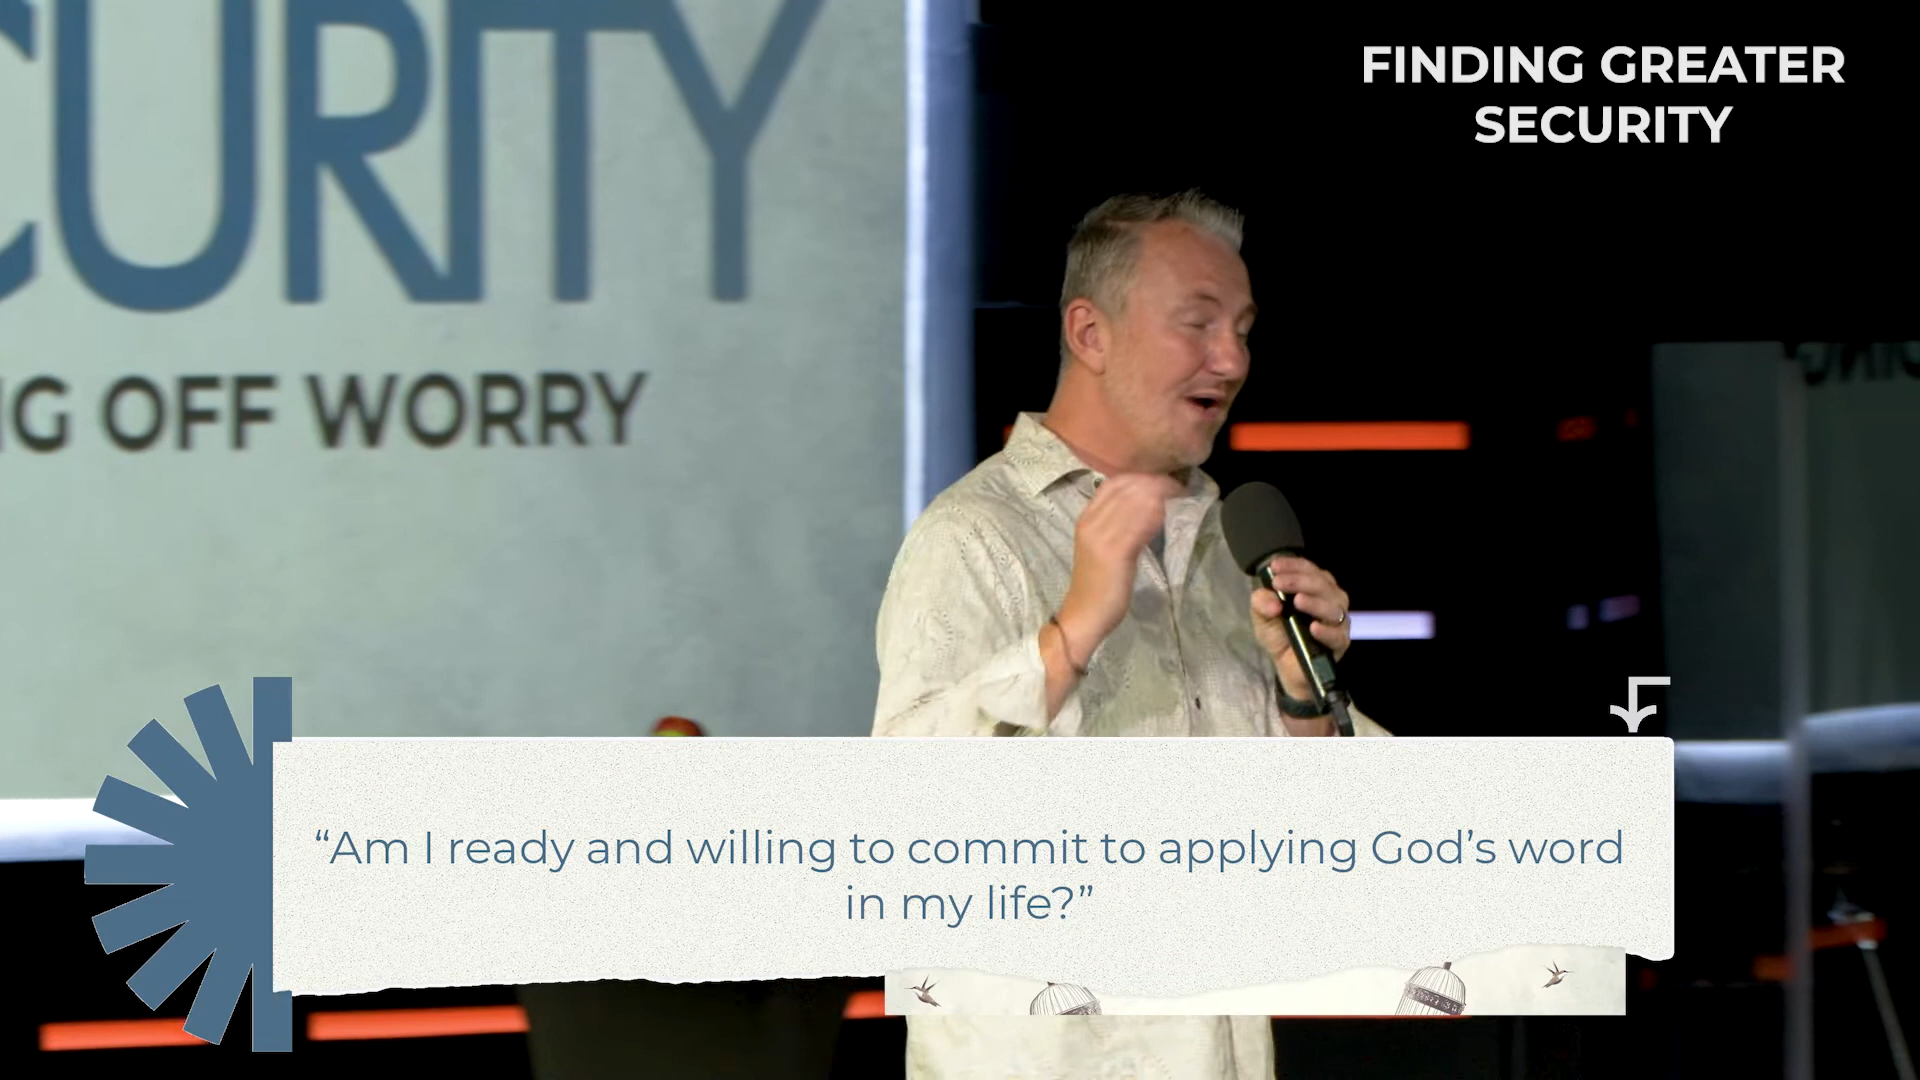 FINDING GREATER
SECURITY
CURITY
NG OFF WORRY
“Am I ready and willing to commit to applying God’s word
in my life?”